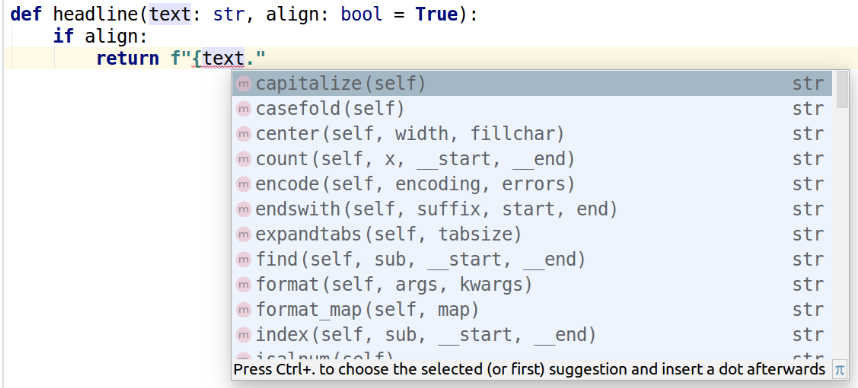 def headline(text: str, align: bool = True):
    if align:
        return f"{text."
m capitalize(self) str
m casefold(self) str
m center(self, width, fillchar) str
m count(self, x, __start, __end) str
m encode(self, encoding, errors) str
m endswith(self, suffix, start, end) str
m expandtabs(self, tabsize) str
m find(self, sub, __start, __end) str
m format(self, args, kwargs) str
m format_map(self, map) str
m index(self, sub, __start, __end) str
m isalnum(self) str
Press Ctrl+. to choose the selected (or first) suggestion and insert a dot afterwards π